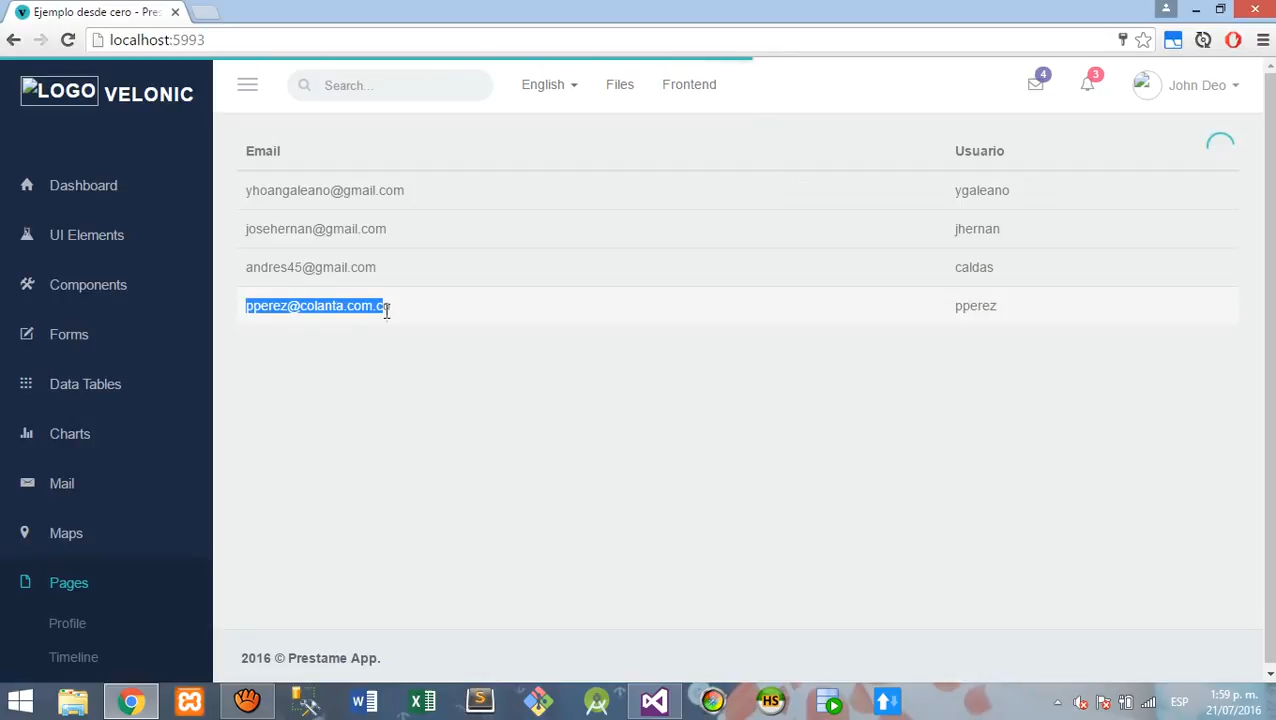 Ejemplo desde cero - Pres
localhost:5993
LOGO VELONIC
Search...
English
Files
Frontend
4
3
John Deo
Dashboard
UI Elements
Components
Forms
Data Tables
Charts
Mail
Maps
Pages
Profile
Timeline
Email Usuario
yhoangaleano@gmail.com ygaleano
josehernan@gmail.com jhernan
andres45@gmail.com caldas
pperez@colanta.com.co pperez
2016 © Prestame App.
HS
ESP
1:59 p. m.
21/07/2016